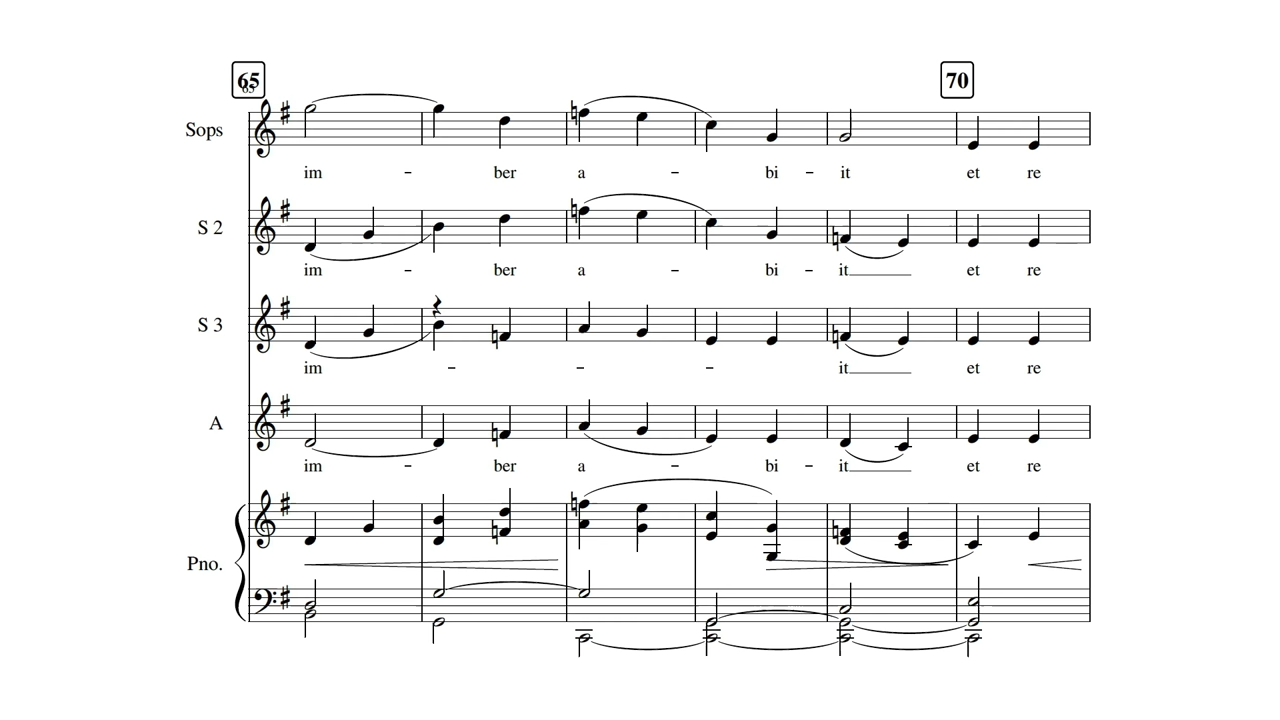 65 70
65
Sops
im - ber a - bi - it et re
S 2
im - ber a - bi - it et re
S 3
im - - - it et re
A
im - ber a - bi - it et re
Pno.